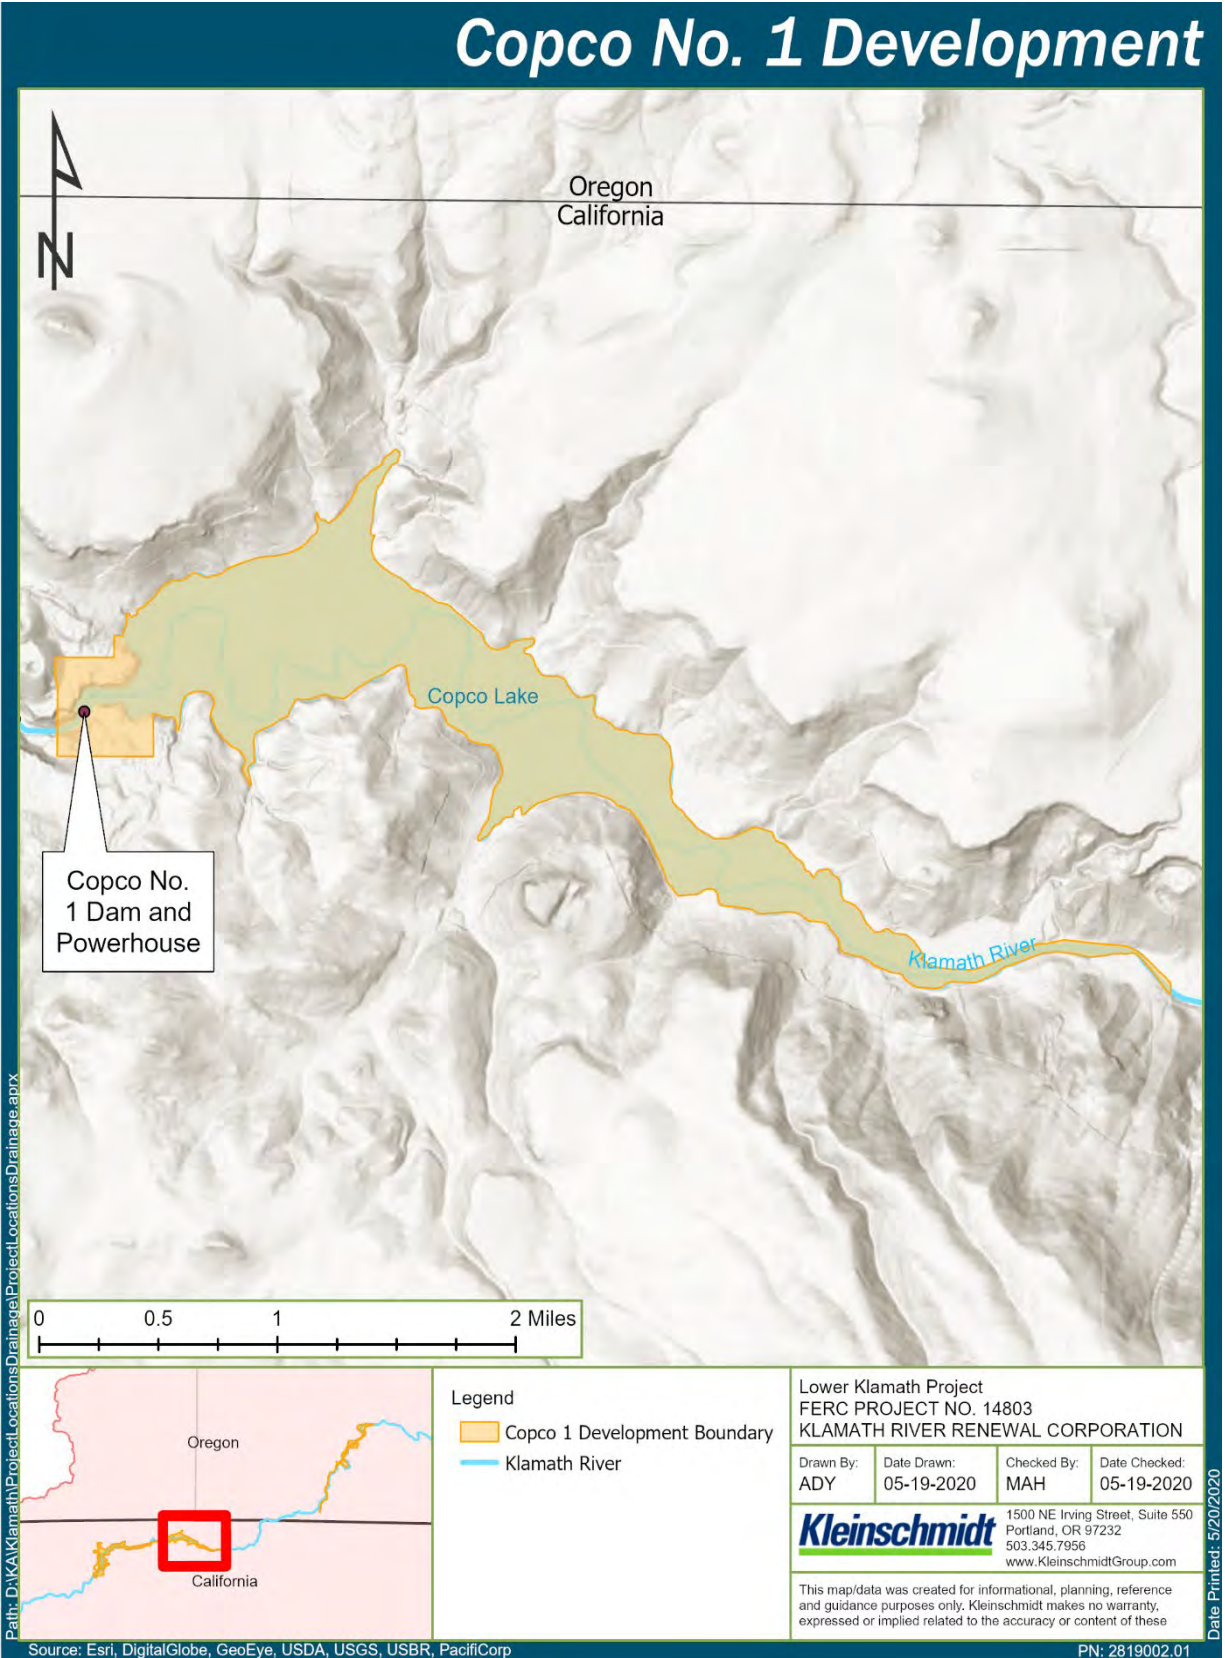 Copco No. 1 Development
N
Oregon
California
Copco Lake
Copco No.
1 Dam and
Powerhouse
Klamath River
0 0.5 1 2 Miles
Oregon
California
Legend
Copco 1 Development Boundary
Klamath River
Lower Klamath Project
FERC PROJECT NO. 14803
KLAMATH RIVER RENEWAL CORPORATION
Drawn By:
ADY
Date Drawn:
05-19-2020
Checked By:
MAH
Date Checked:
05-19-2020
Kleinschmidt
1500 NE Irving Street, Suite 550
Portland, OR 97232
503.345.7956
www.KleinschmidtGroup.com
This map/data was created for informational, planning, reference
and guidance purposes only. Kleinschmidt makes no warranty,
expressed or implied related to the accuracy or content of these
Path: D:\KA\Klamath\ProjectLocationsDrainage\ProjectLocationsDrainage.aprx
Date Printed: 5/20/2020
Source: Esri, DigitalGlobe, GeoEye, USDA, USGS, USBR, PacifiCorp
PN: 2819002.01